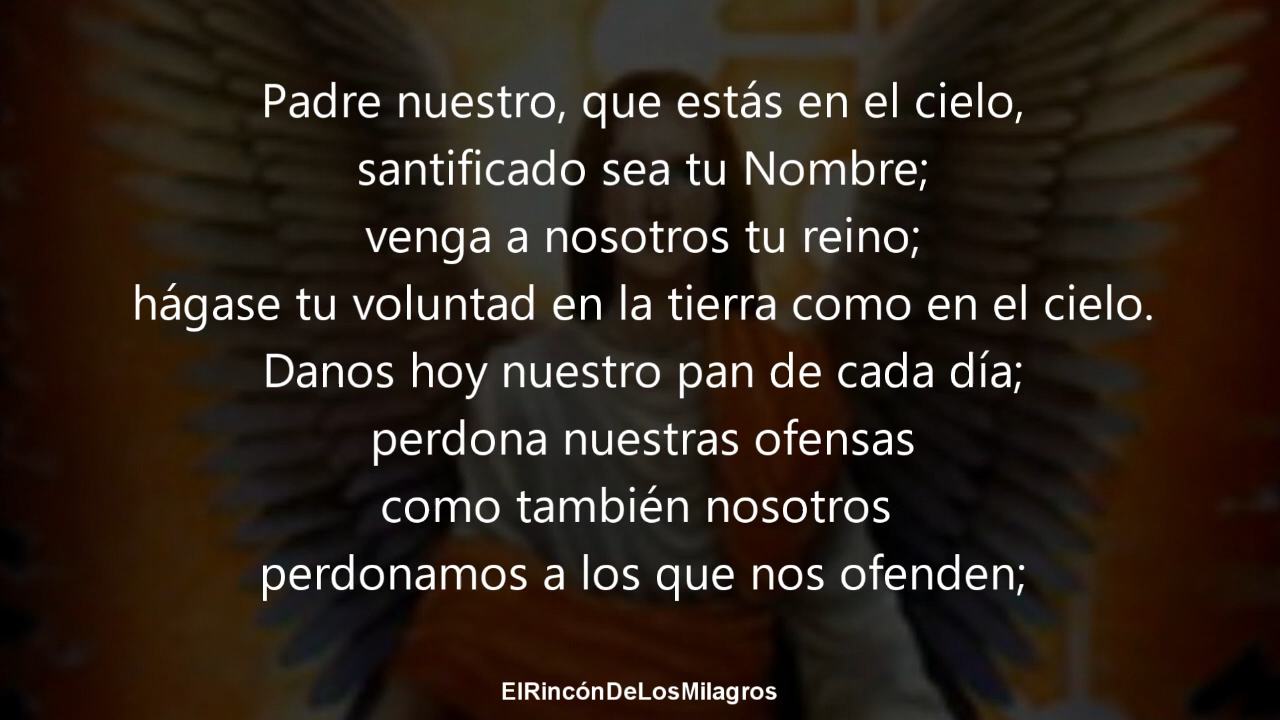 Padre nuestro, que estás en el cielo,
santificado sea tu Nombre;
venga a nosotros tu reino;
hágase tu voluntad en la tierra como en el cielo.
Danos hoy nuestro pan de cada día;
perdona nuestras ofensas
como también nosotros
perdonamos a los que nos ofenden;
ElRincónDeLosMilagros